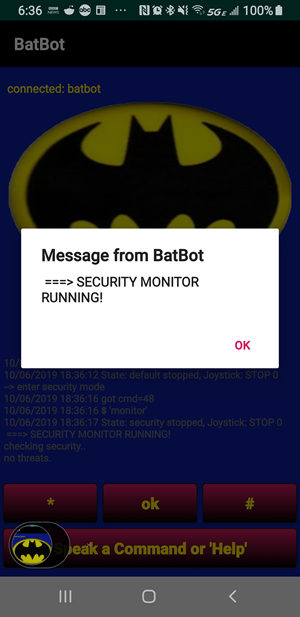 6:36
5G E
100%
BatBot
connected: batbot
Message from BatBot
===> SECURITY MONITOR
RUNNING!
OK
10/06/2019 18:36:12 State: default stopped, Joystick: STOP 0
--> enter security mode
10/06/2019 18:36:16 got cmd=48
10/06/2019 18:36:16 $ 'monitor'
10/06/2019 18:36:17 State: security stopped, Joystick: STOP 0
===> SECURITY MONITOR RUNNING!
checking security..
no threats.
*
ok
#
Speak a Command or 'Help'